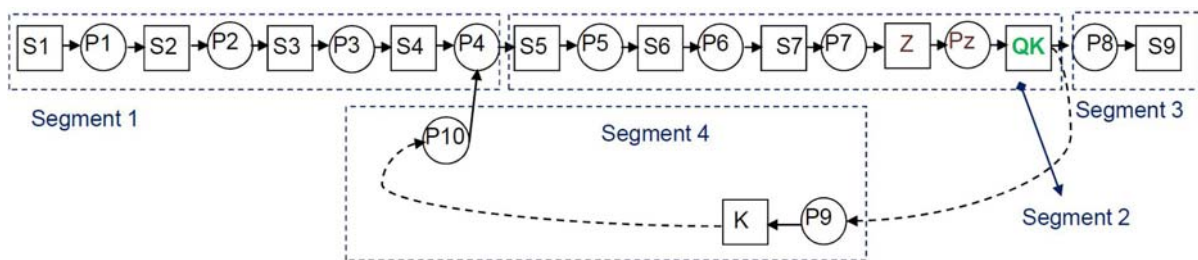 S1 P1 S2 P2 S3 P3 S4 P4 S5 P5 S6 P6 S7 P7 Z Pz QK P8 S9
Segment 1
Segment 3
P10
Segment 4
K P9
Segment 2